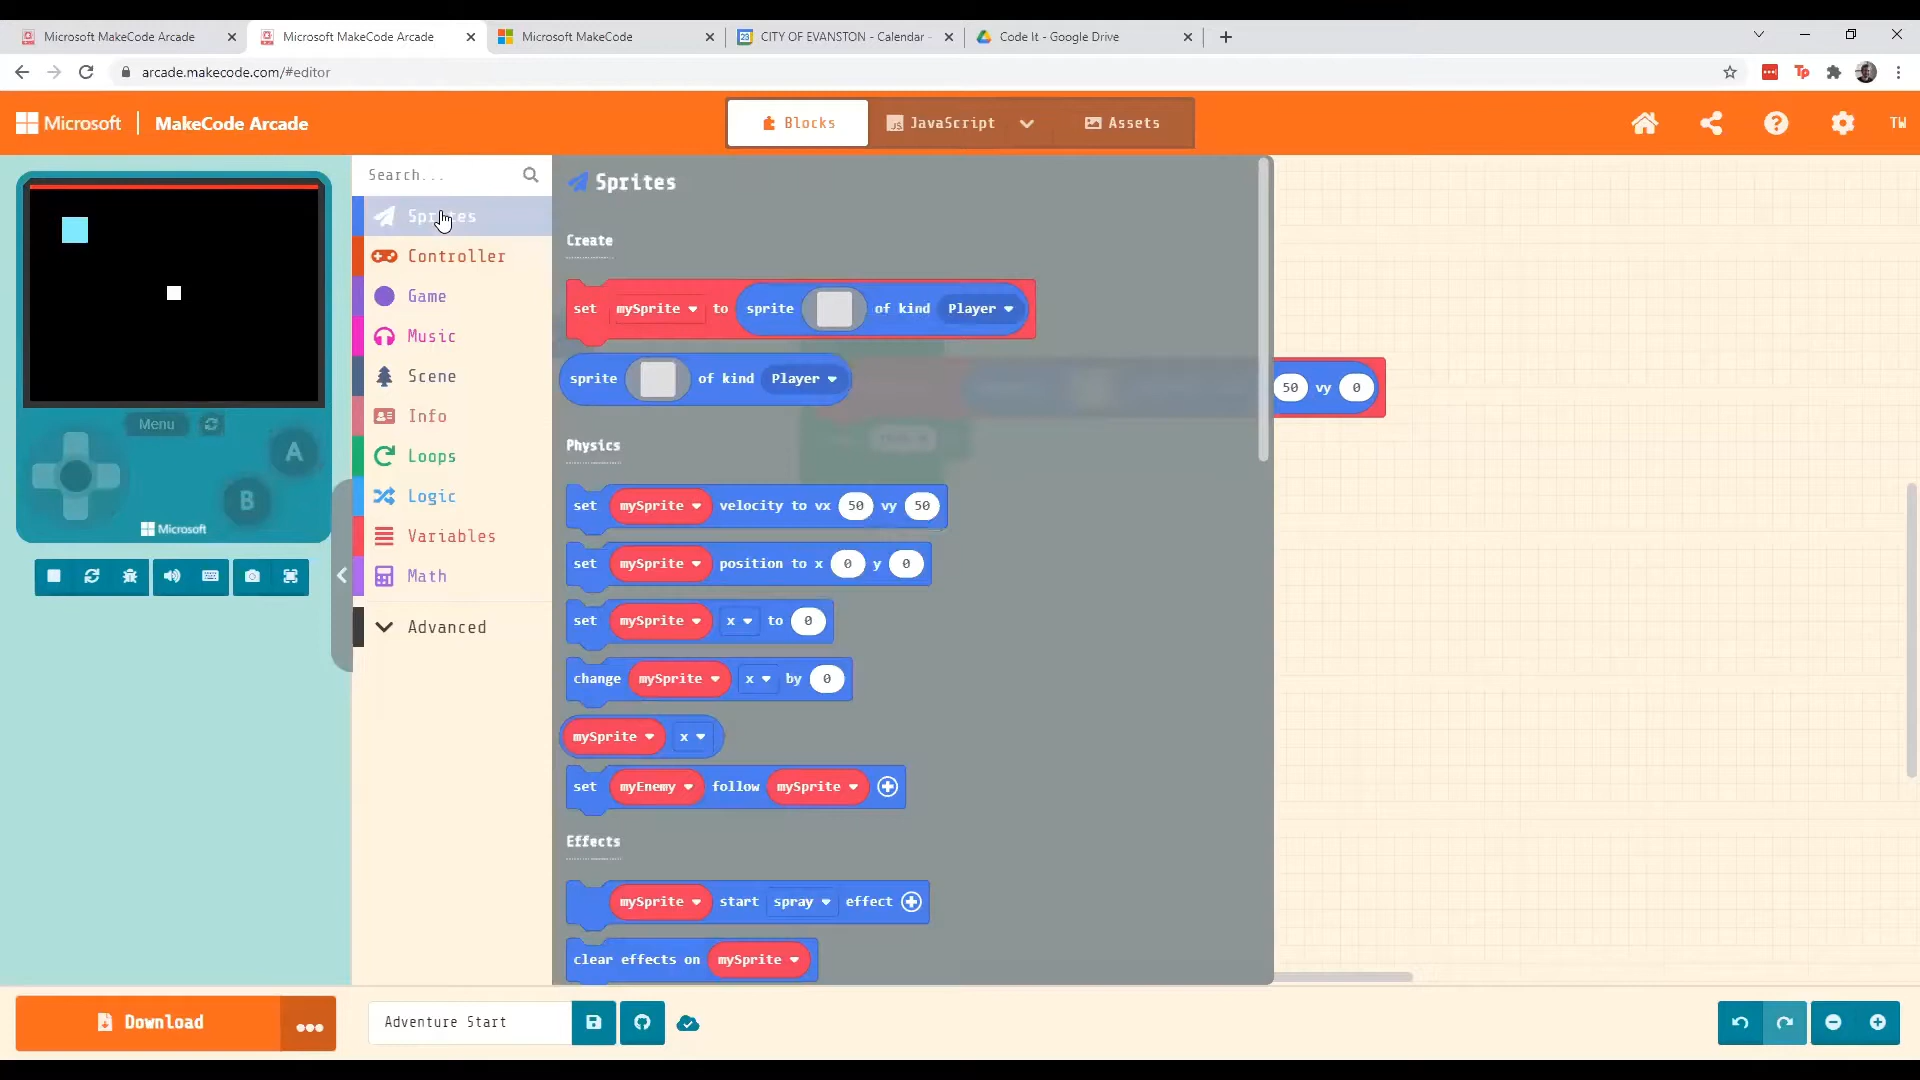 Microsoft MakeCode Arcade
Microsoft MakeCode Arcade
Microsoft MakeCode
CITY OF EVANSTON - Calendar -
Code It - Google Drive
arcade.makecode.com/#editor
Tp
Microsoft
MakeCode Arcade
Blocks
JavaScript
Assets
TW
Search...
Sprites
Controller
Game
Music
Scene
Info
Loops
Logic
Variables
Math
Advanced
Menu
A
B
Microsoft
Sprites
Create
set mySprite to sprite of kind Player
sprite of kind Player
50 vy 0
Physics
set mySprite velocity to vx 50 vy 50
set mySprite position to x 0 y 0
set mySprite x to 0
change mySprite x by 0
mySprite x
set myEnemy follow mySprite
Effects
mySprite start spray effect
clear effects on mySprite
Download
Adventure Start